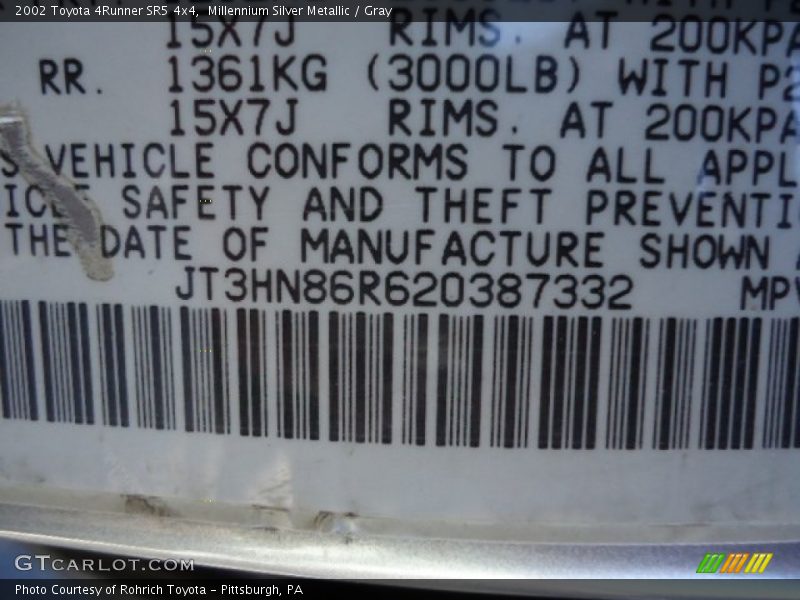 2002 Toyota 4Runner SR5 4x4, Millennium Silver Metallic / Gray
15X7J RIMS. AT 200KPA
RR. 1361KG (3000LB) WITH
15X7J RIMS. AT 200KPA
VEHICLE CONFORMS TO ALL APPL
SAFETY AND THEFT PREVENTI
THE DATE OF MANUFACTURE SHOWN
JT3HN86R620387332 MPV
GTCARLOT.COM
Photo Courtesy of Rohrich Toyota - Pittsburgh, PA